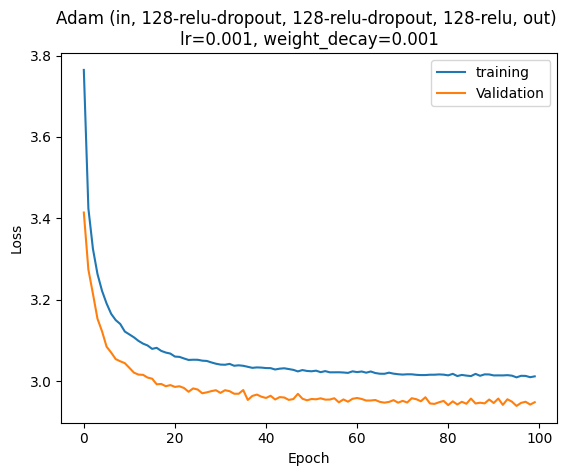 Adam (in, 128-relu-dropout, 128-relu-dropout, 128-relu, out)
lr=0.001, weight_decay=0.001
training
Validation
Loss
3.8
3.6
3.4
3.2
3.0
0 20 40 60 80 100
Epoch